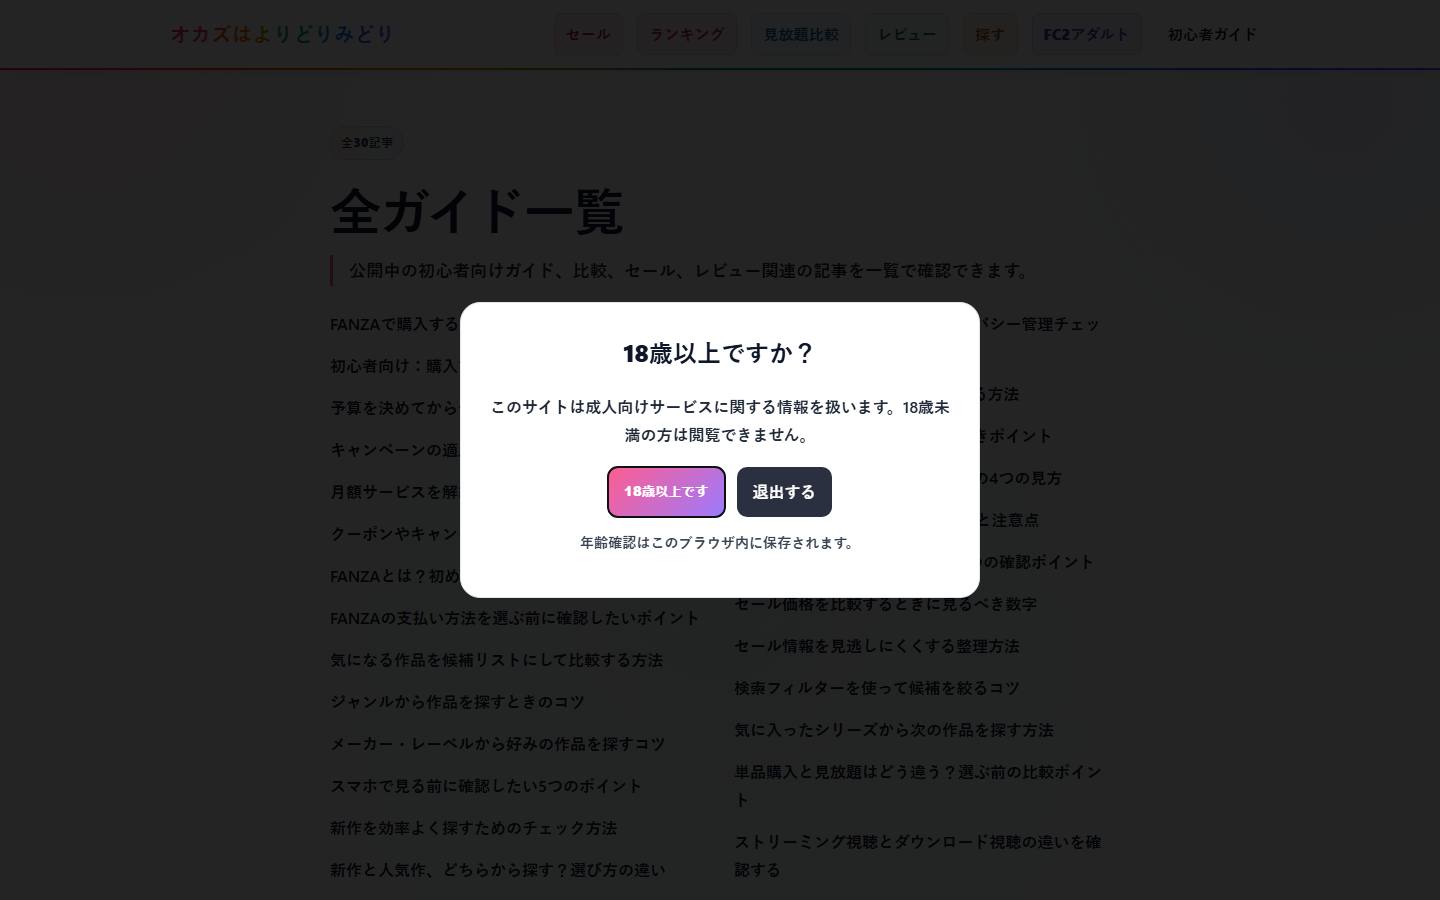 オカズはよりどりみどり
セール
ランキング
見放題比較
レビュー
探す
FC2アダルト
初心者ガイド
全30記事
全ガイド一覧
公開中の初心者向けガイド、比較、セール、レビュー関連の記事を一覧で確認できます。
18歳以上ですか？
このサイトは成人向けサービスに関する情報を扱います。18歳未
満の方は閲覧できません。
18歳以上です
退出する
年齢確認はこのブラウザ内に保存されます。
FANZAで購入する
初心者向け：購入
予算を決めてから
キャンペーンの適
月額サービスを解
クーポンやキャン
FANZAとは？初め
FANZAの支払い方法を選ぶ前に確認したいポイント
気になる作品を候補リストにして比較する方法
ジャンルから作品を探すときのコツ
メーカー・レーベルから好みの作品を探すコツ
スマホで見る前に確認したい5つのポイント
新作を効率よく探すためのチェック方法
新作と人気作、どちらから探す？選び方の違い
シー管理チェッ
方法
ポイント
の4つの見方
と注意点
の確認ポイント
セール価格を比較するときに見るべき数字
セール情報を見逃しにくくする整理方法
検索フィルターを使って候補を絞るコツ
気に入ったシリーズから次の作品を探す方法
単品購入と見放題はどう違う？選ぶ前の比較ポイン
ト
ストリーミング視聴とダウンロード視聴の違いを確
認する